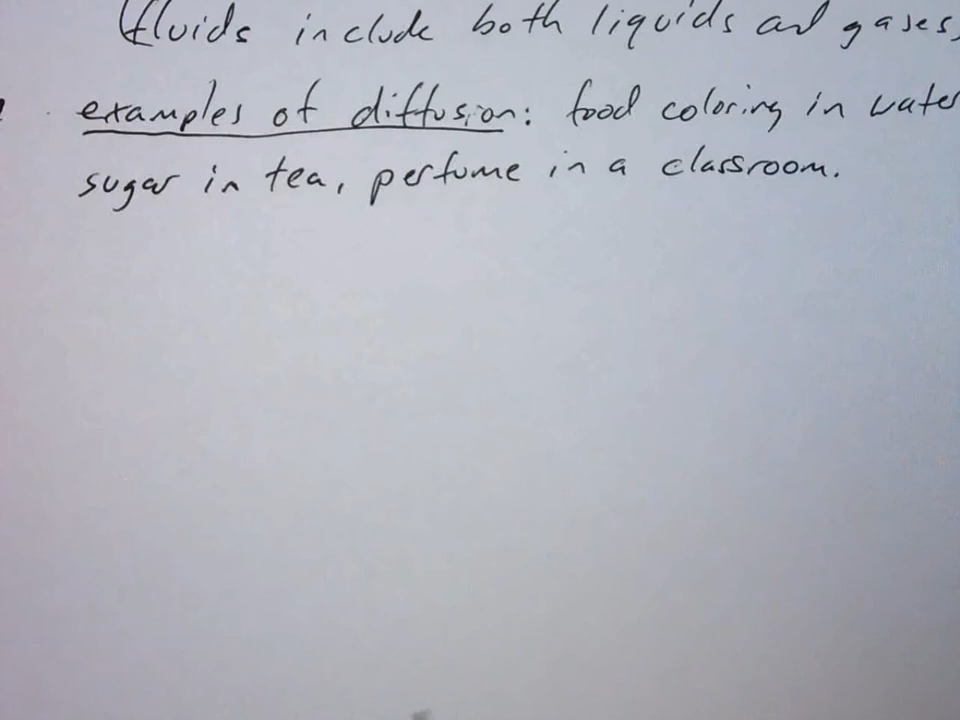 fluids include both liquids and gases,
examples of diffusion: food coloring in water
sugar in tea, perfume in a classroom.